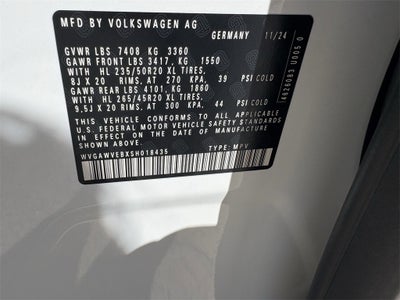 MFD BY VOLKSWAGEN AG
GERMANY 11/24
GVWR LBS 7408 KG 3360
GAWR FRONT LBS 3417, KG 1550
WITH HL 235/50R20 XL TIRES,
8J X 20 RIMS, AT 270 KPA, 39 PSI COLD
GAWR REAR LBS 4101, KG 1860
WITH HL 265/45R20 XL TIRES,
9,5J X 20 RIMS, AT 300 KPA, 44 PSI COLD
THIS VEHICLE CONFORMS TO ALL APPLICABLE
U.S. FEDERAL MOTOR VEHICLE SAFETY STANDARDS
IN EFFECT ON THE DATE OF MANUFACTURE
SHOWN ABOVE.
WVGAWVEBXSH018435 TYPE: MPV
4626083 U005 0